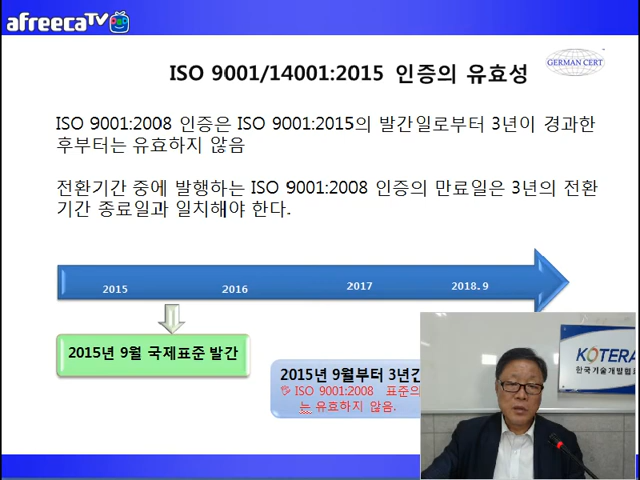 afreecaTV
ISO 9001/14001:2015 인증의 유효성
GERMAN CERT
ISO 9001:2008 인증은 ISO 9001:2015의 발간일로부터 3년이 경과한
후부터는 유효하지 않음
전환기간 중에 발행하는 ISO 9001:2008 인증의 만료일은 3년의 전환
기간 종료일과 일치해야 한다.
2015 2016 2017 2018.9
2015년 9월 국제표준 발간
2015년 9월부터 3년간
ISO 9001:2008 표준의
는 유효하지 않음.
KOTERA
한국기술개발협회